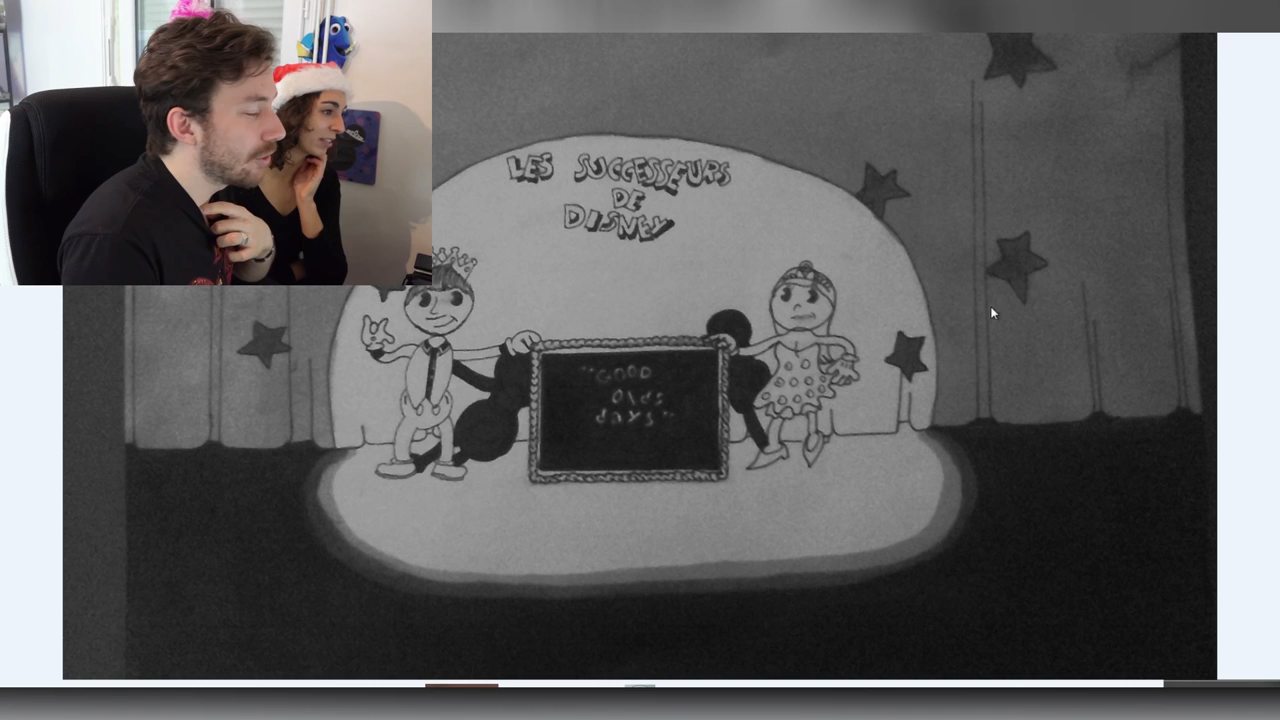 LES SUCCESSEURS
DE
DISNEY
"GOOD
Olds
days"